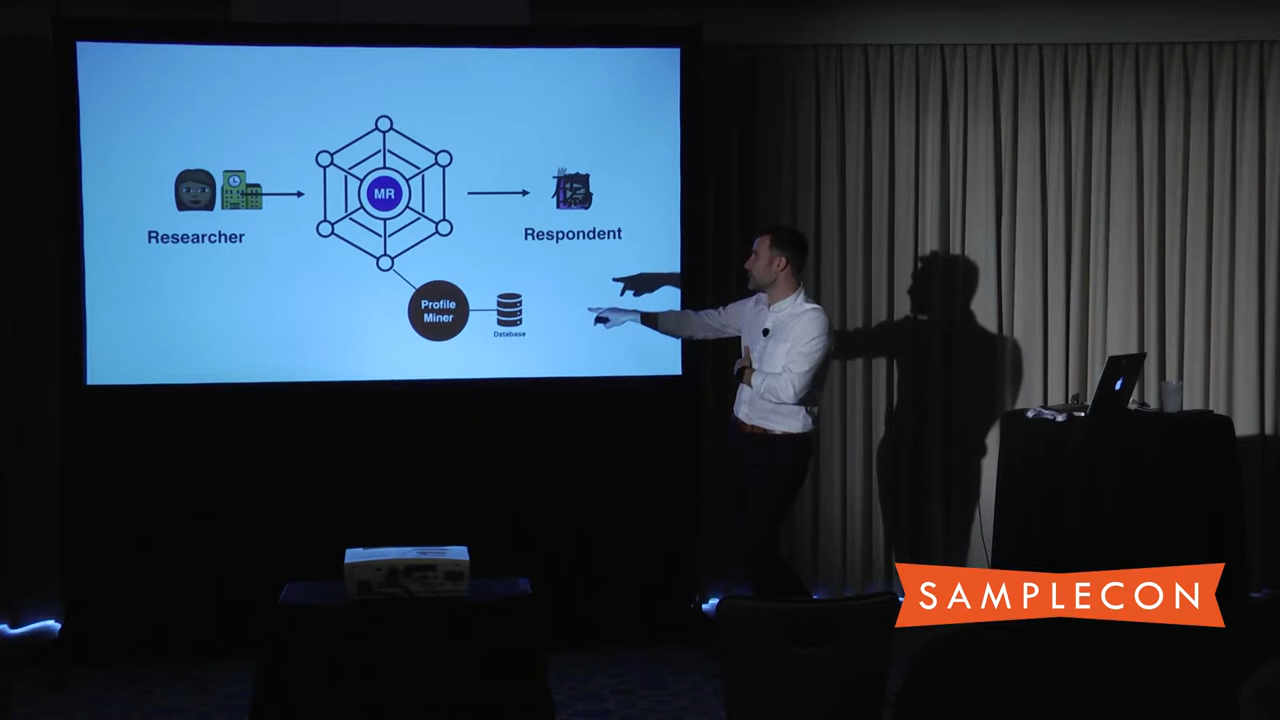 MR
Researcher
Respondent
Profile
Miner
Database
SAMPLECON